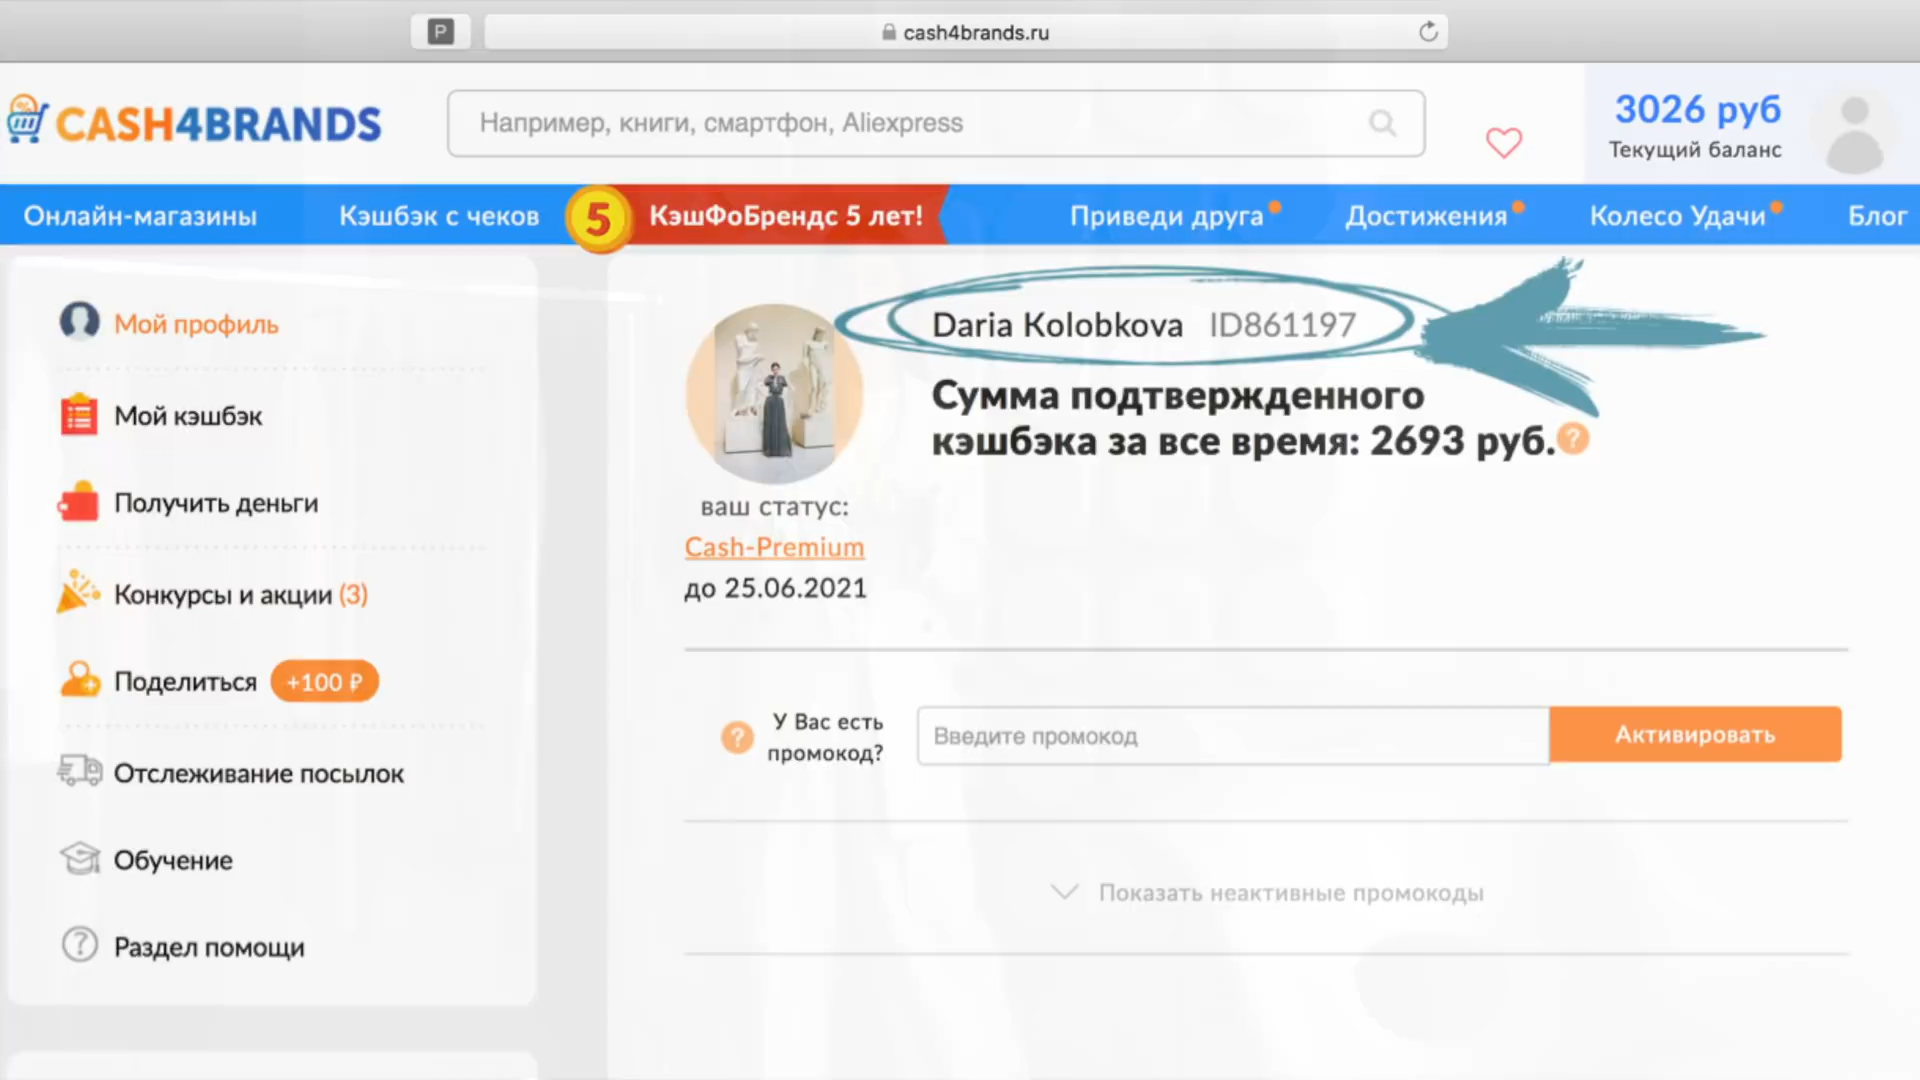 P
cash4brands.ru
CASH4BRANDS
Например, книги, смартфон, Aliexpress
3026 руб
Текущий баланс
Онлайн-магазины
Кэшбэк с чеков
5
КэшФоБрендс 5 лет!
Приведи друга
Достижения
Колесо Удачи
Блог
Мой профиль
Мой кэшбэк
Получить деньги
Конкурсы и акции (3)
Поделиться +100 ₽
Отслеживание посылок
Обучение
? Раздел помощи
Daria Kolobkova ID861197
Сумма подтвержденного
кэшбэка за все время: 2693 руб. ?
ваш статус:
Cash-Premium
до 25.06.2021
? У Вас есть
промокод?
Введите промокод
Активировать
Показать неактивные промокоды